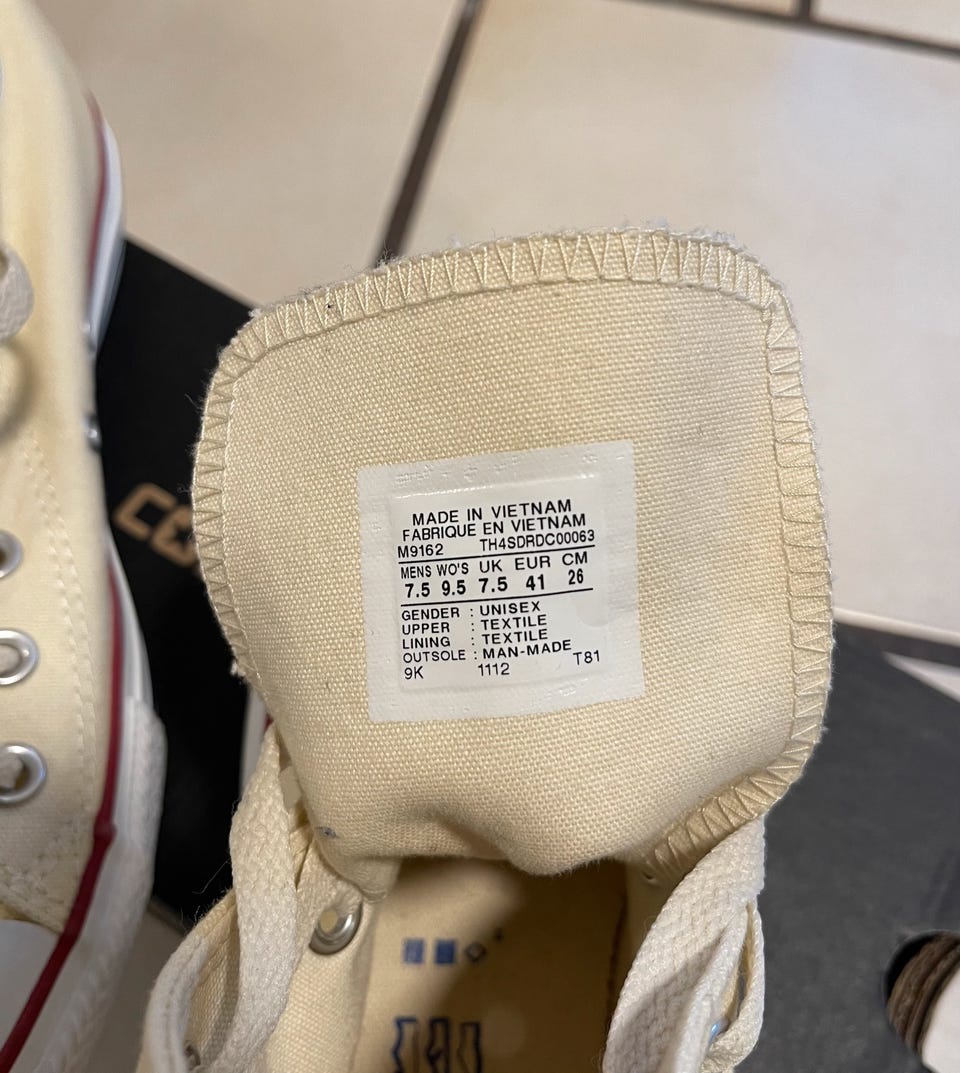 MADE IN VIETNAM
FABRIQUE EN VIETNAM
M9162 TH4SDRDC00063
MENS WO'S UK EUR CM
7.5 9.5 7.5 41 26
GENDER : UNISEX
UPPER : TEXTILE
LINING : TEXTILE
OUTSOLE : MAN-MADE
9K 1112 T81